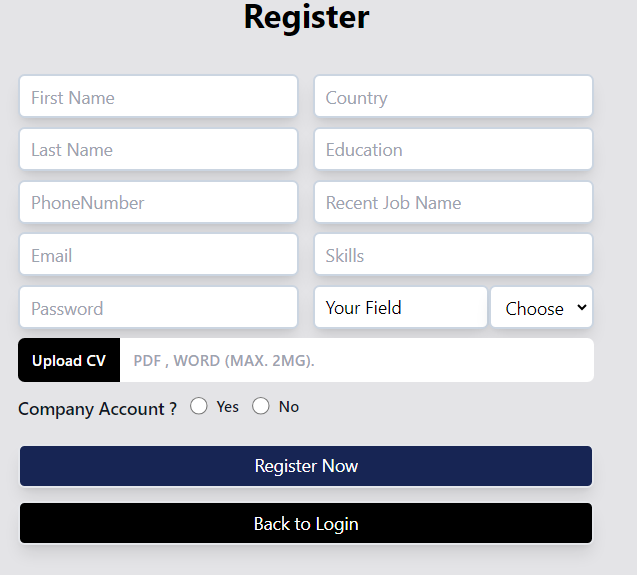 Register
First Name Country
Last Name Education
PhoneNumber Recent Job Name
Email Skills
Password Your Field Choose
Upload CV PDF , WORD (MAX. 2MG).
Company Account ? Yes No
Register Now
Back to Login